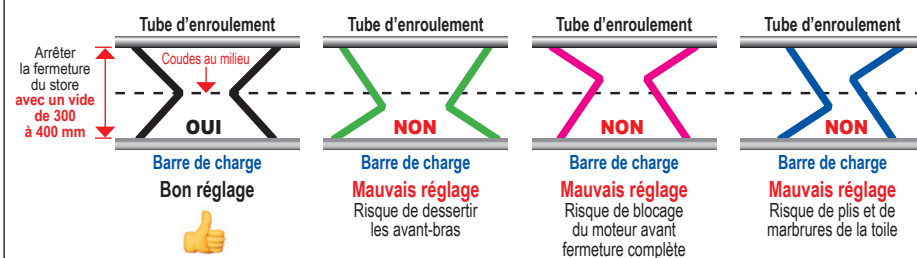 Tube d'enroulement
Arrêter
la fermeture
du store
avec un vide
de 300
à 400 mm
Coudes au milieu
OUI
Barre de charge
Bon réglage
Tube d'enroulement
NON
Barre de charge
Mauvais réglage
Risque de dessertir
les avant-bras
Tube d'enroulement
NON
Barre de charge
Mauvais réglage
Risque de blocage
du moteur avant
fermeture complète
Tube d'enroulement
NON
Barre de charge
Mauvais réglage
Risque de plis et de
marbrures de la toile